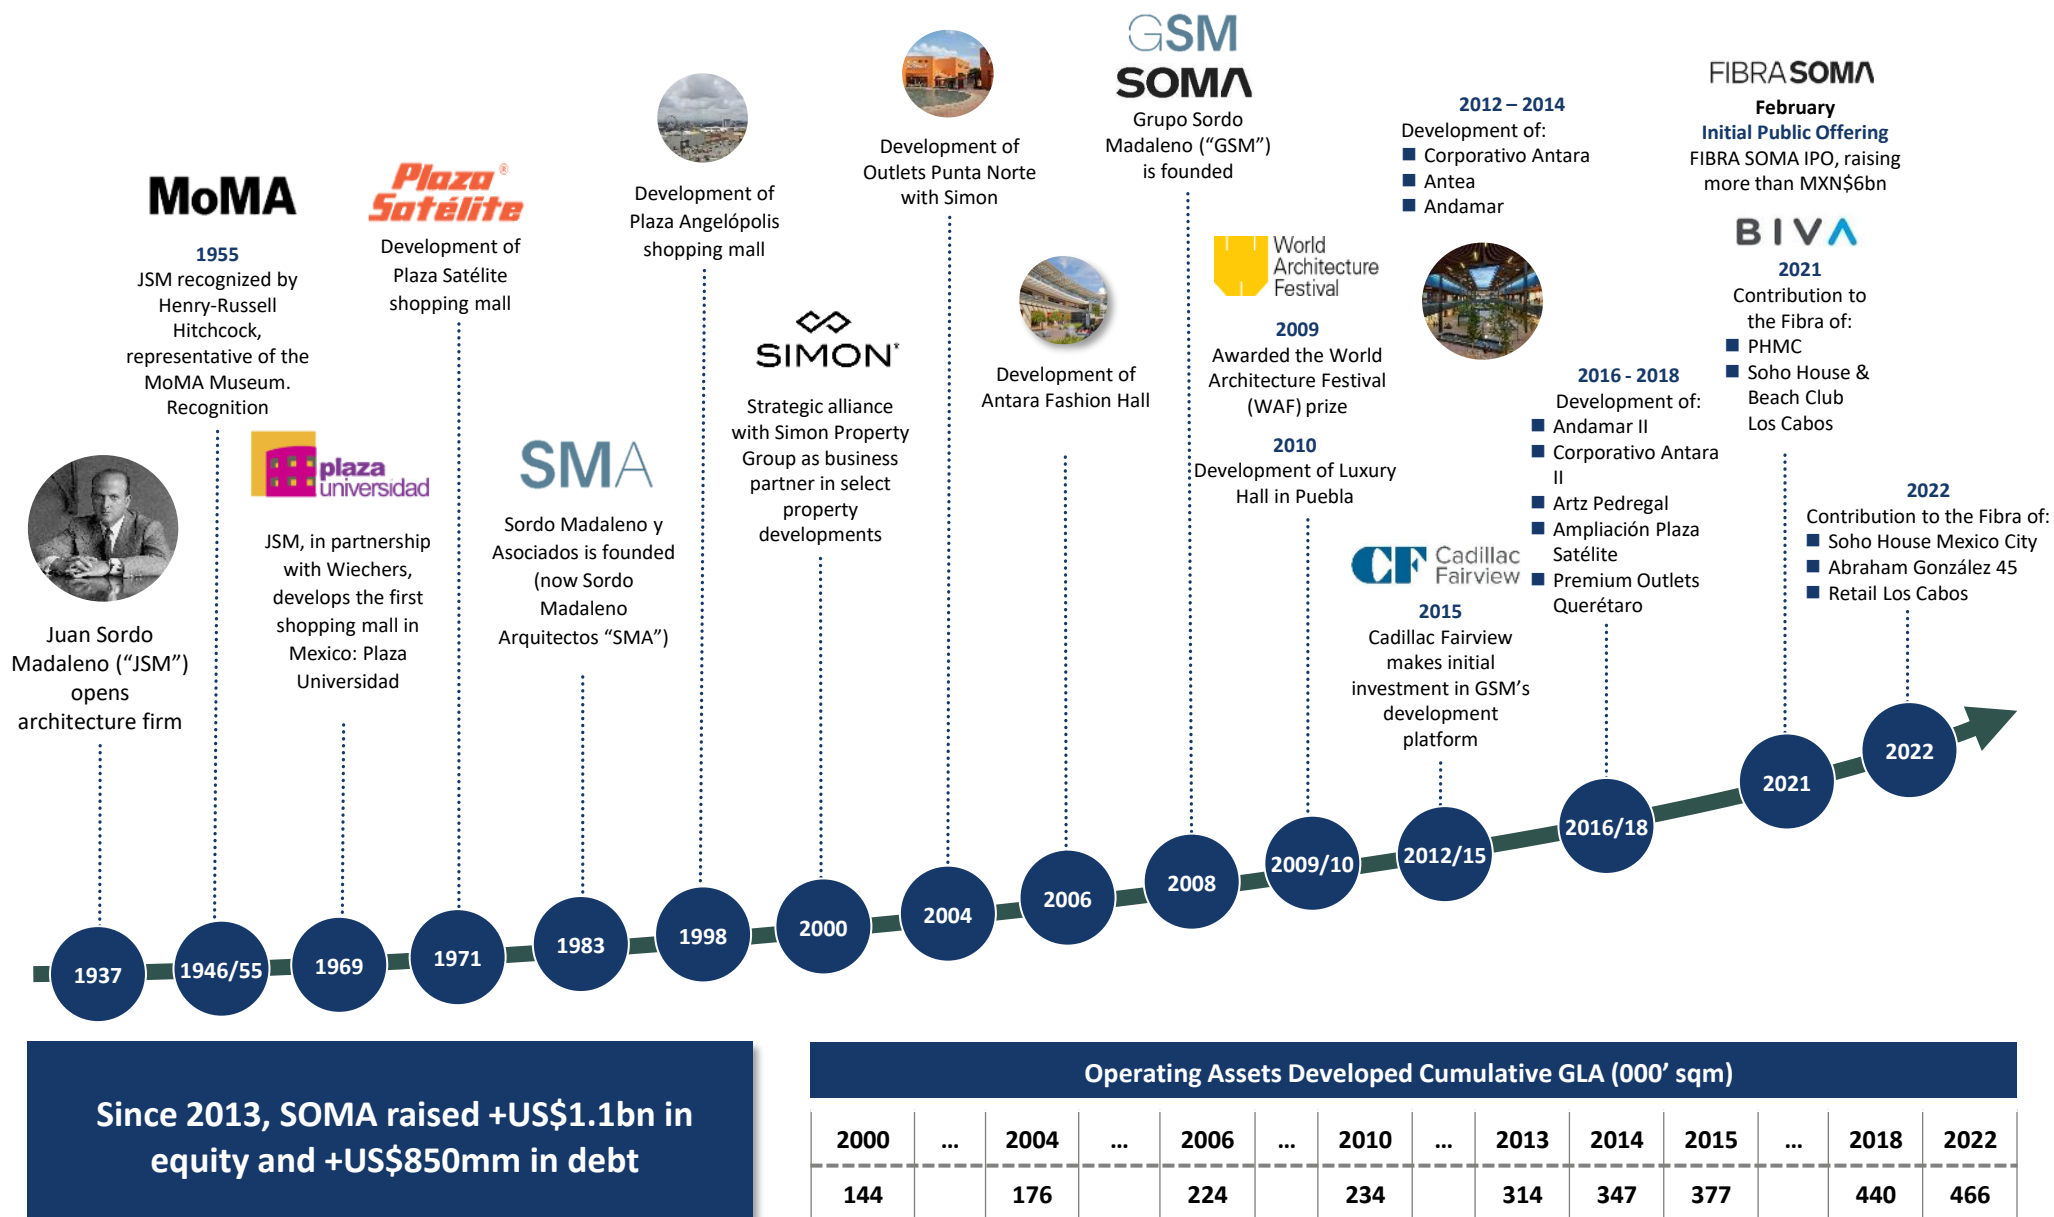 Juan Sordo
Madaleno (“JSM”)
opens
architecture firm
MoMA
1955
JSM recognized by
Henry-Russell
Hitchcock,
representative of the
MoMA Museum.
Recognition
plaza
universidad
JSM, in partnership
with Wiechers,
develops the first
shopping mall in
Mexico: Plaza
Universidad
Plaza®
Satélite
Development of
Plaza Satélite
shopping mall
SMA
Sordo Madaleno y
Asociados is founded
(now Sordo
Madaleno
Arquitectos “SMA”)
Development of
Plaza Angelópolis
shopping mall
SIMON®
Strategic alliance
with Simon Property
Group as business
partner in select
property
developments
Development of
Outlets Punta Norte
with Simon
Development of
Antara Fashion Hall
GSM
SOMA
Grupo Sordo
Madaleno (“GSM”)
is founded
World
Architecture
Festival
2009
Awarded the World
Architecture Festival
(WAF) prize
2010
Development of Luxury
Hall in Puebla
2012 – 2014
Development of:
■ Corporativo Antara
■ Antea
■ Andamar
CF Cadillac
Fairview
2015
Cadillac Fairview
makes initial
investment in GSM’s
development
platform
2016 - 2018
Development of:
■ Andamar II
■ Corporativo Antara
II
■ Artz Pedregal
■ Ampliación Plaza
Satélite
■ Premium Outlets
Querétaro
FIBRA SOMA
February
Initial Public Offering
FIBRA SOMA IPO, raising
more than MXN$6bn
BIVA
2021
Contribution to
the Fibra of:
■ PHMC
■ Soho House &
Beach Club
Los Cabos
2022
Contribution to the Fibra of:
■ Soho House Mexico City
■ Abraham González 45
■ Retail Los Cabos
1937
1946/55
1969
1971
1983
1998
2000
2004
2006
2008
2009/10
2012/15
2016/18
2021
2022
Since 2013, SOMA raised +US$1.1bn in
equity and +US$850mm in debt
Operating Assets Developed Cumulative GLA (000’ sqm)
2000 ... 2004 ... 2006 ... 2010 ... 2013 2014 2015 ... 2018 2022
144 176 224 234 314 347 377 440 466